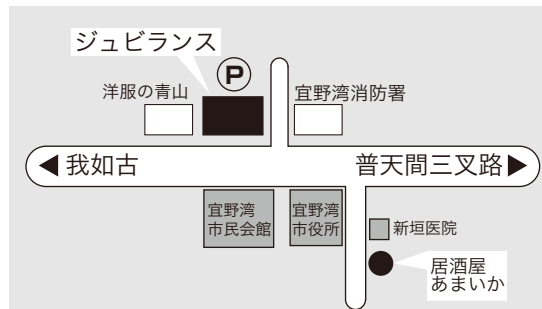 ジュビランス
P
洋服の青山
宜野湾消防署
◀我如古
普天間三叉路▶
宜野湾
市民会館
宜野湾
市役所
新垣医院
居酒屋
あまいか